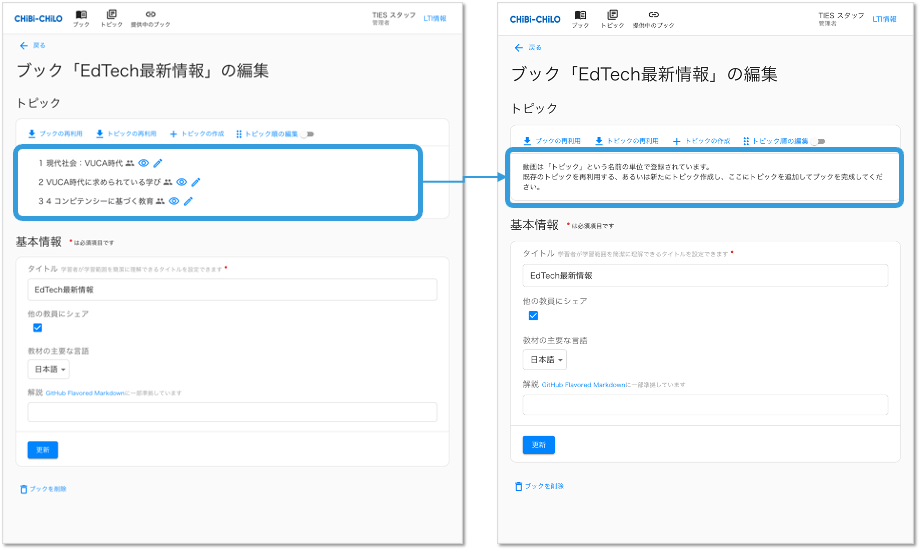 CHiBi-CHiLO
ブック
トピック
提供中のブック
TIES スタッフ
管理者
LTI情報
戻る
ブック「EdTech最新情報」の編集
トピック
ブックの再利用
トピックの再利用
トピックの作成
トピック順の編集
1 現代社会：VUCA時代
2 VUCA時代に求められている学び
3 4 コンピテンシーに基づく教育
基本情報 *は必須項目です
タイトル 学習者が学習範囲を簡潔に理解できるタイトルを設定できます *
EdTech最新情報
他の教員にシェア
教材の主要な言語
日本語
解説 GitHub Flavored Markdownに一部準拠しています
更新
ブックを削除
CHiBi-CHiLO
ブック
トピック
提供中のブック
TIES スタッフ
管理者
LTI情報
戻る
ブック「EdTech最新情報」の編集
トピック
ブックの再利用
トピックの再利用
トピックの作成
トピック順の編集
動画は「トピック」という名前の単位で登録されています。
既存のトピックを再利用する、あるいは新たにトピック作成し、ここにトピックを追加してブックを完成してくだ
さい。
基本情報 *は必須項目です
タイトル 学習者が学習範囲を簡潔に理解できるタイトルを設定できます *
EdTech最新情報
他の教員にシェア
教材の主要な言語
日本語
解説 GitHub Flavored Markdownに一部準拠しています
更新
ブックを削除